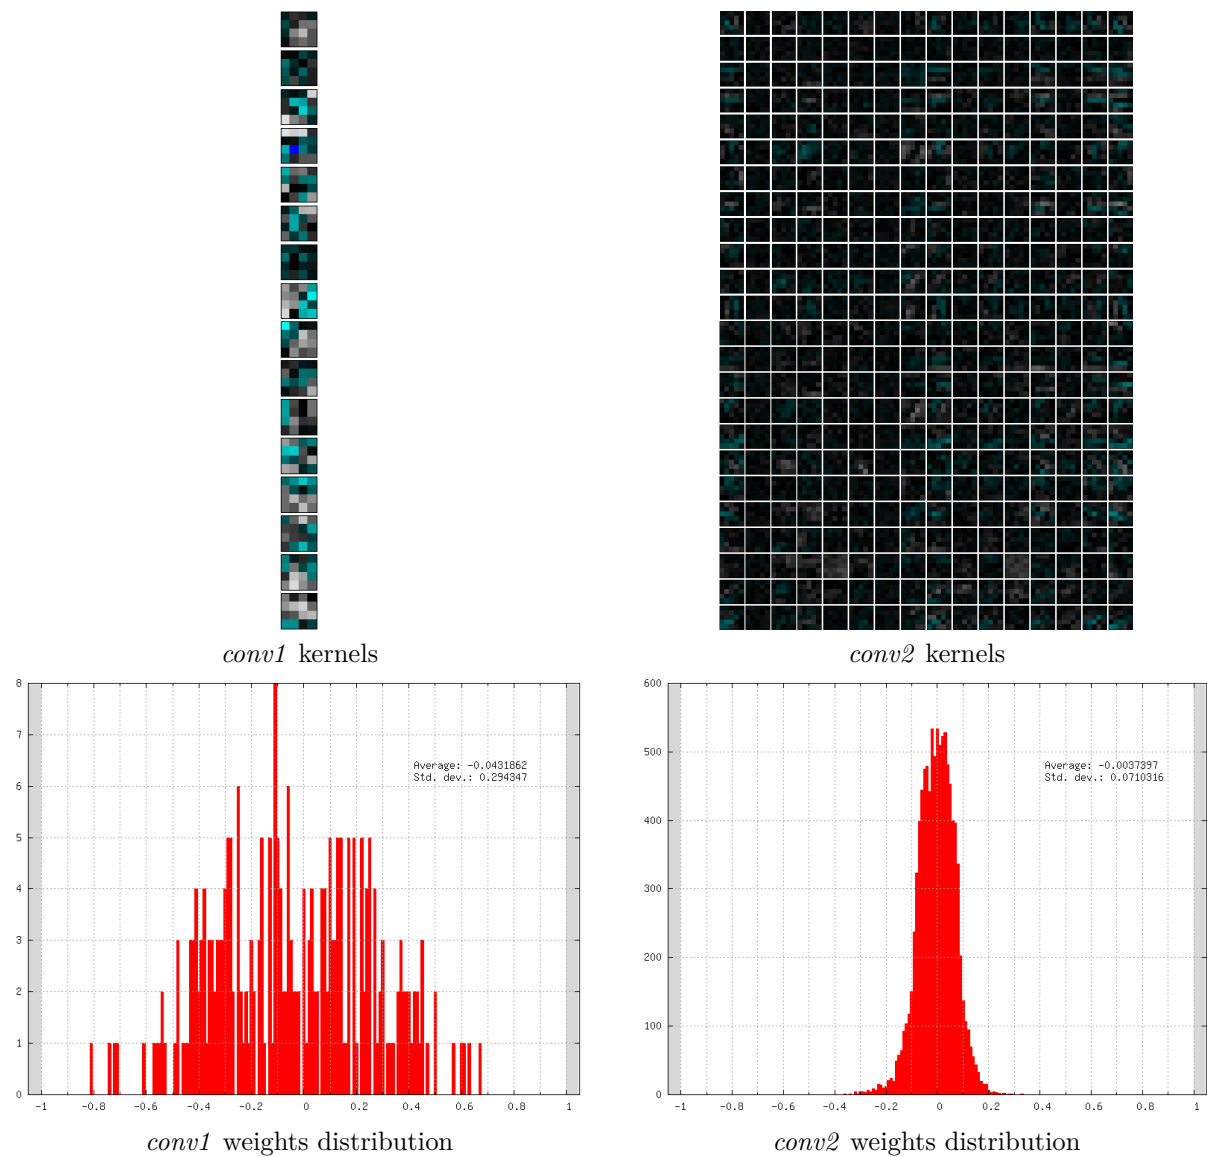 conv1 kernels
conv2 kernels
8
7
6
5
4
3
2
1
0
Average: -0.0431862
Std. dev.: 0.294347
-1 -0.8 -0.6 -0.4 -0.2 0 0.2 0.4 0.6 0.8 1
conv1 weights distribution
600
500
400
300
200
100
0
Average: -0.0037397
Std. dev.: 0.0710316
-1 -0.8 -0.6 -0.4 -0.2 0 0.2 0.4 0.6 0.8 1
conv2 weights distribution